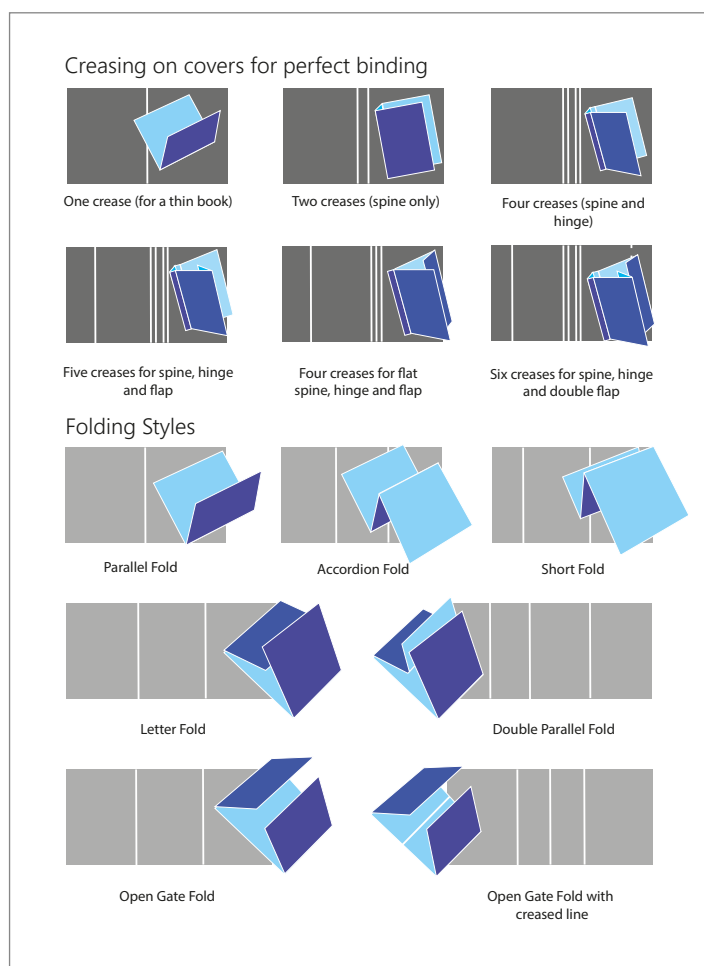 Creasing on covers for perfect binding
One crease (for a thin book)
Two creases (spine only)
Four creases (spine and
hinge)
Five creases for spine, hinge
and flap
Four creases for flat
spine, hinge and flap
Six creases for spine, hinge
and double flap
Folding Styles
Parallel Fold
Accordion Fold
Short Fold
Letter Fold
Double Parallel Fold
Open Gate Fold
Open Gate Fold with
creased line